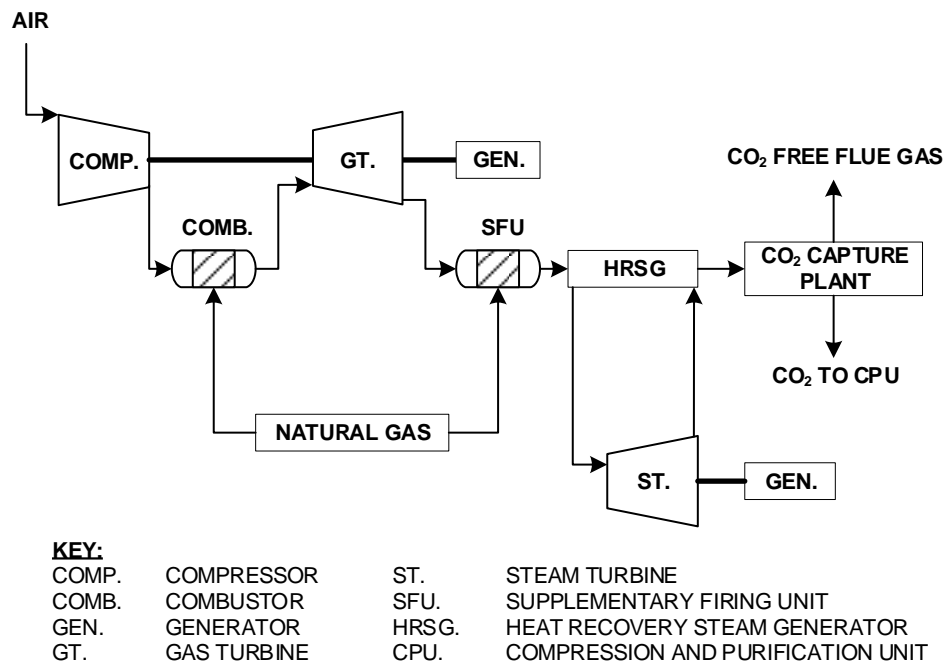 AIR
COMP.
GT.
GEN.
CO₂ FREE FLUE GAS
COMB.
SFU
HRSG
CO₂ CAPTURE
PLANT
CO₂ TO CPU
NATURAL GAS
ST.
GEN.
KEY:
COMP. COMPRESSOR ST. STEAM TURBINE
COMB. COMBUSTOR SFU. SUPPLEMENTARY FIRING UNIT
GEN. GENERATOR HRSG. HEAT RECOVERY STEAM GENERATOR
GT. GAS TURBINE CPU. COMPRESSION AND PURIFICATION UNIT